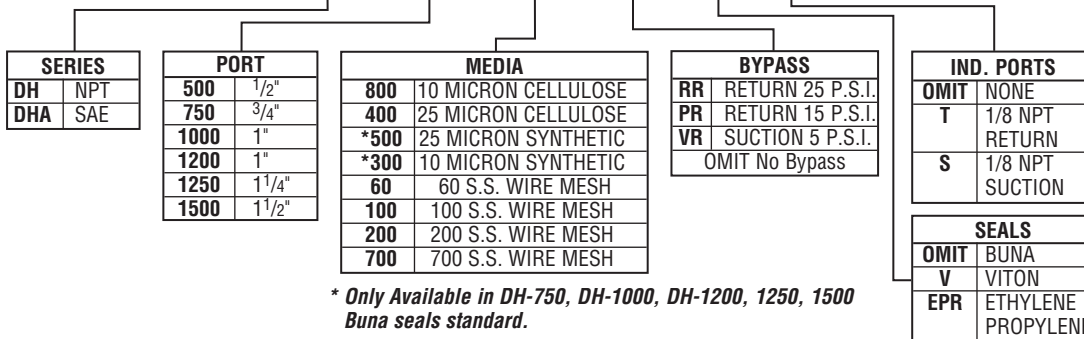 SERIES
DH NPT
DHA SAE
PORT
500 1/2"
750 3/4"
1000 1"
1200 1"
1250 1 1/4"
1500 1 1/2"
MEDIA
800 10 MICRON CELLULOSE
400 25 MICRON CELLULOSE
*500 25 MICRON SYNTHETIC
*300 10 MICRON SYNTHETIC
60 60 S.S. WIRE MESH
100 100 S.S. WIRE MESH
200 200 S.S. WIRE MESH
700 700 S.S. WIRE MESH
* Only Available in DH-750, DH-1000, DH-1200, 1250, 1500
Buna seals standard.
BYPASS
RR RETURN 25 P.S.I.
PR RETURN 15 P.S.I.
VR SUCTION 5 P.S.I.
OMIT No Bypass
IND. PORTS
OMIT NONE
T 1/8 NPT
RETURN
S 1/8 NPT
SUCTION
SEALS
OMIT BUNA
V VITON
EPR ETHYLENE